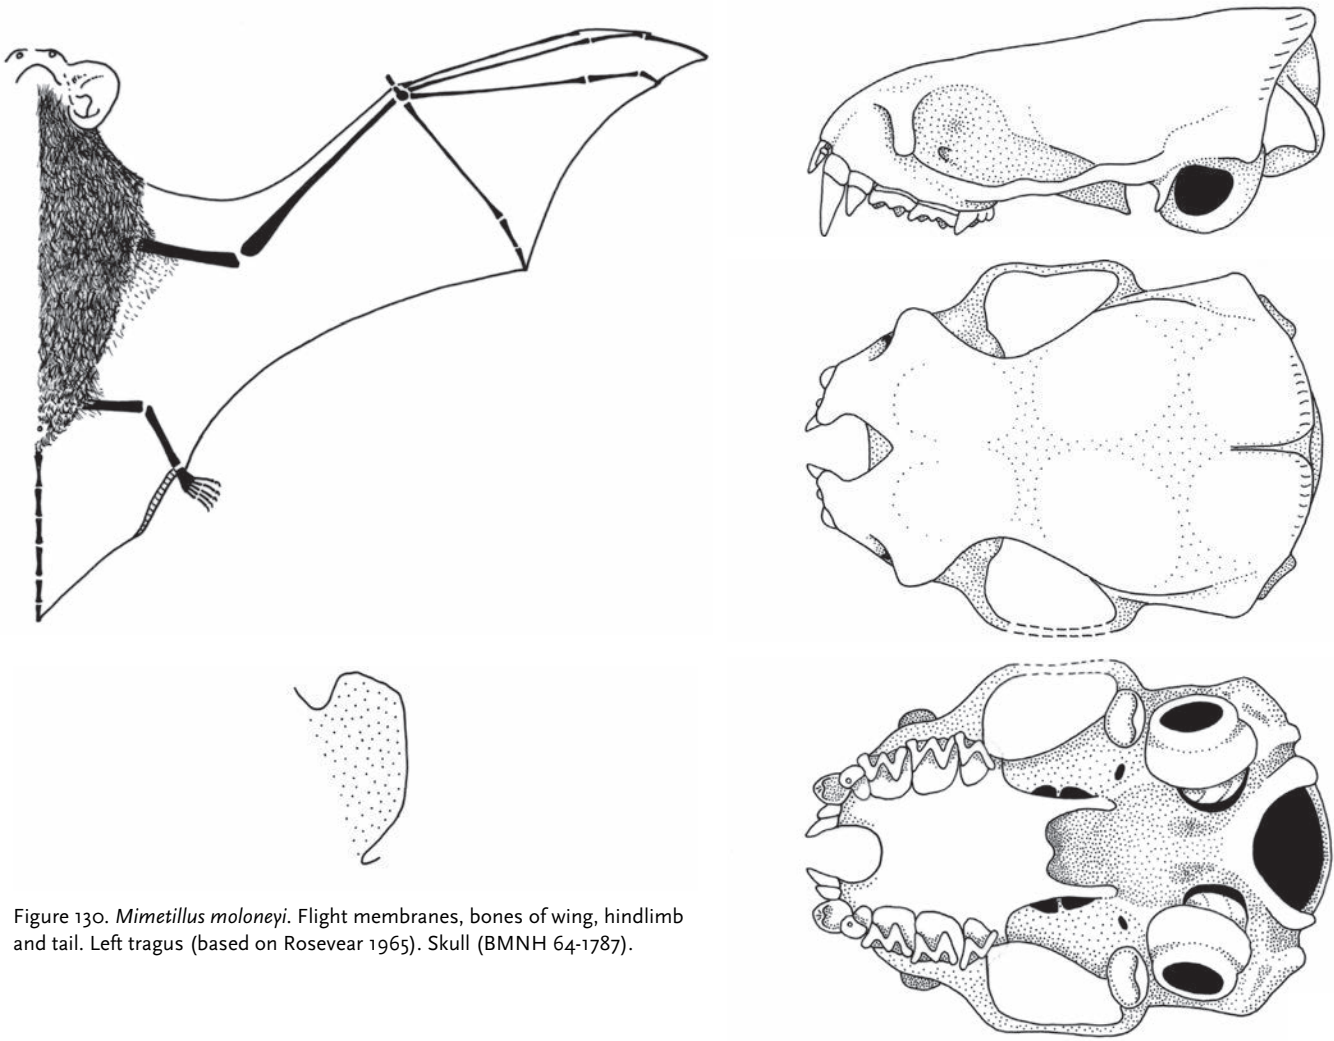 Figure 130. Mimetillus moloneyi. Flight membranes, bones of wing, hindlimb
and tail. Left tragus (based on Rosevear 1965). Skull (BMNH 64-1787).